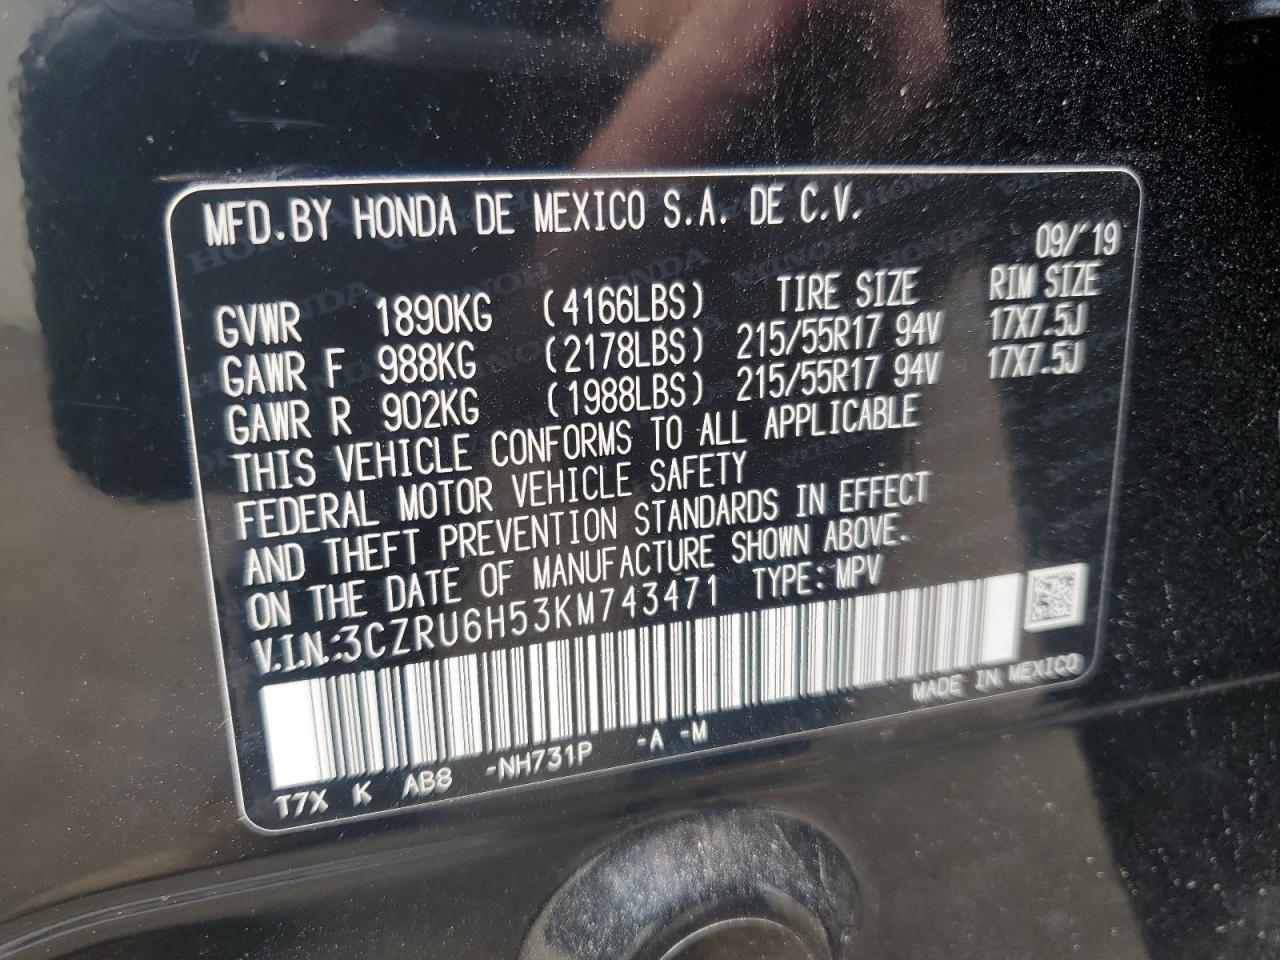 MFD.BY HONDA DE MEXICO S.A. DE C.V.
09/'19
GVWR 1890KG (4166LBS) TIRE SIZE RIM SIZE
GAWR F 988KG (2178LBS) 215/55R17 94V 17X7.5J
GAWR R 902KG (1988LBS) 215/55R17 94V 17X7.5J
THIS VEHICLE CONFORMS TO ALL APPLICABLE
FEDERAL MOTOR VEHICLE SAFETY
AND THEFT PREVENTION STANDARDS IN EFFECT
ON THE DATE OF MANUFACTURE SHOWN ABOVE.
V.I.N.:3CZRU6H53KM743471 TYPE: MPV
MADE IN MEXICO
T7X K AB8 -NH731P -A -M